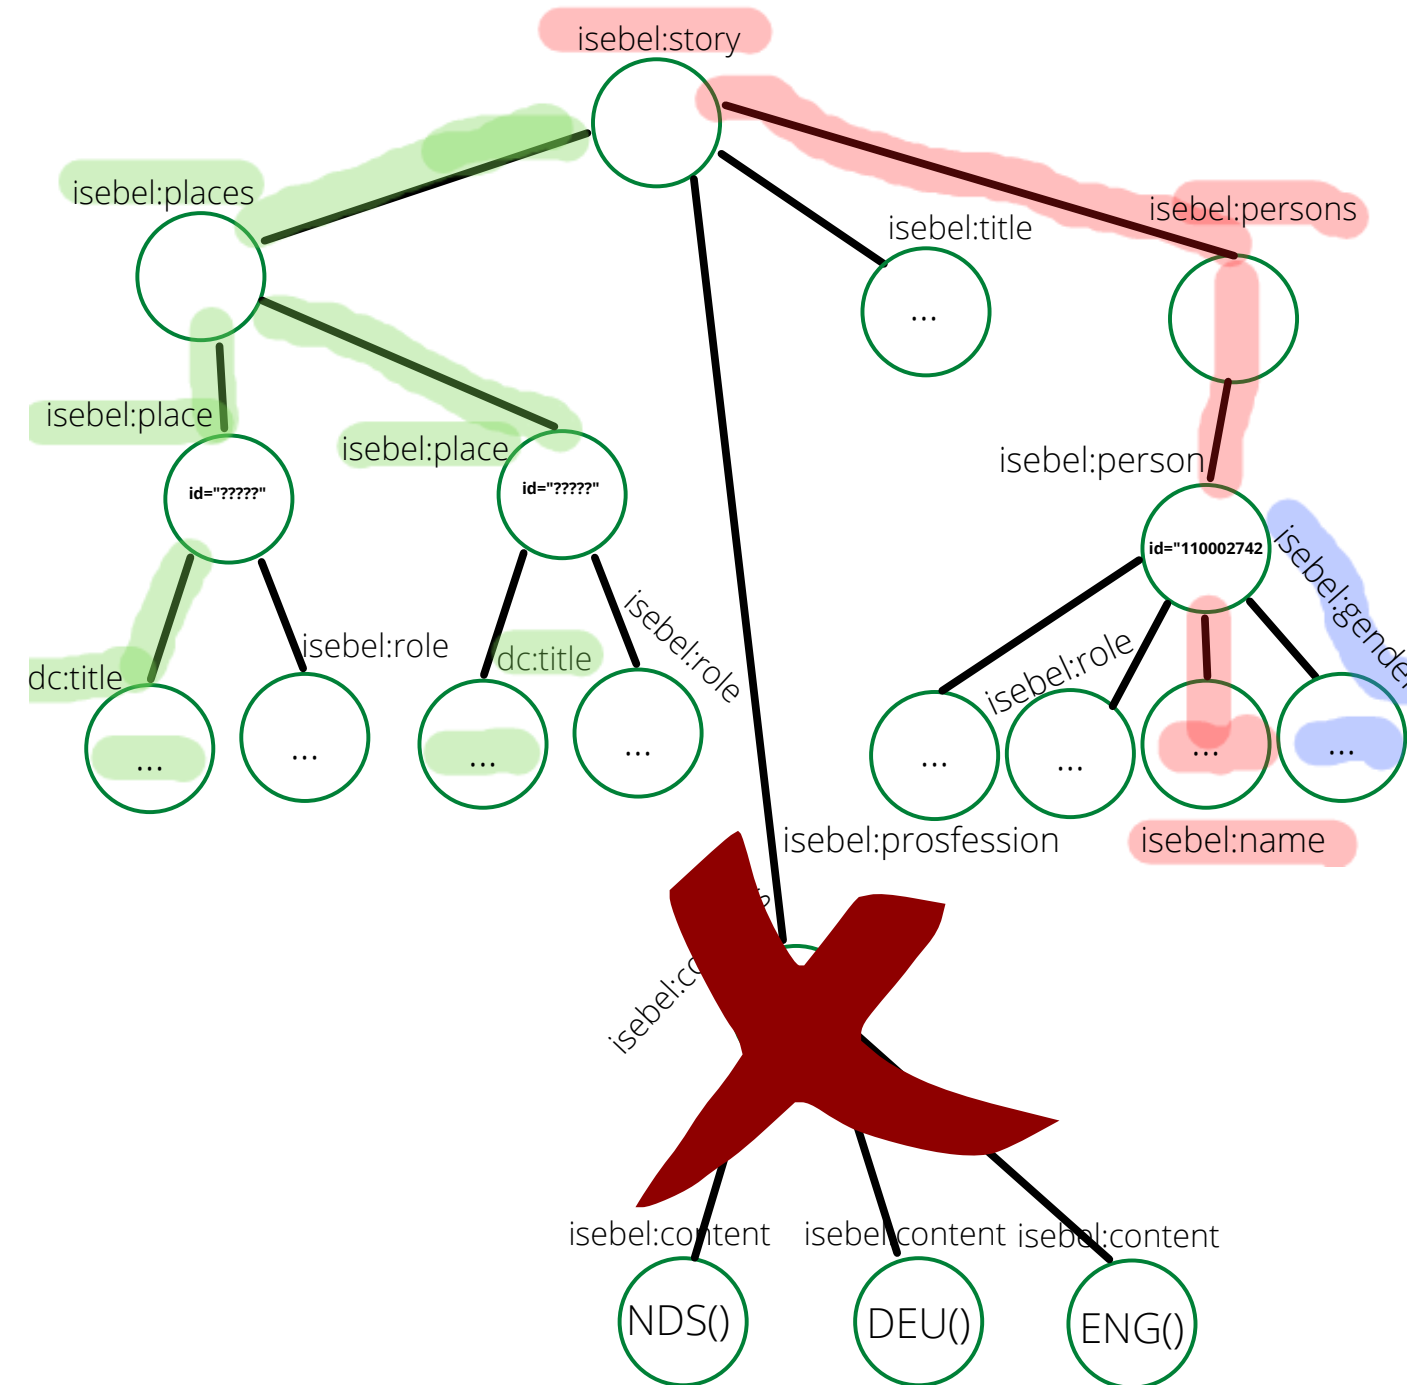 isebel:story
isebel:places
isebel:persons
isebel:title
...
isebel:place
isebel:place
isebel:person
id="?????"
id="?????"
id="110002742
isebel:gender
isebel:role
isebel:role
isebel:role
dc:title
dc:title
...
...
...
...
...
...
...
...
isebel:prosfession
isebel:name
isebel:content
isebel:content
isebel:content
NDS()
DEU()
ENG()